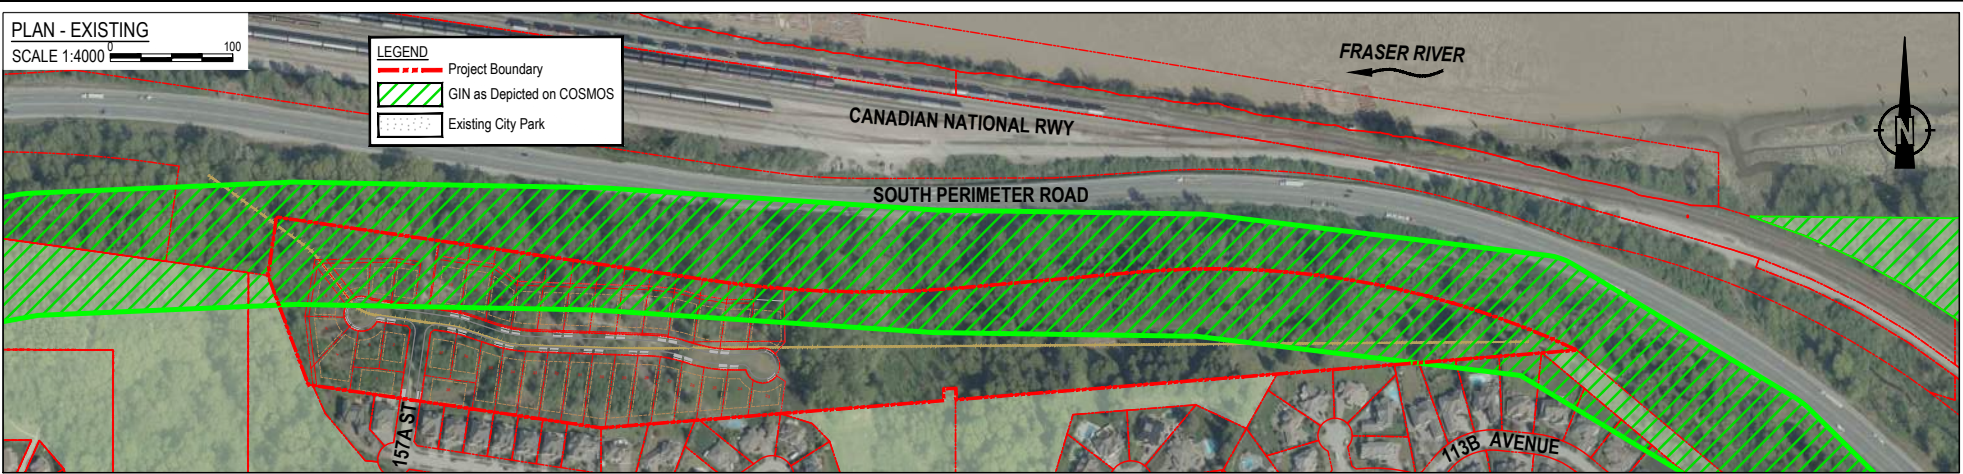 PLAN - EXISTING
SCALE 1:4000 0 100
LEGEND
Project Boundary
GIN as Depicted on COSMOS
Existing City Park
FRASER RIVER
CANADIAN NATIONAL RWY
N
SOUTH PERIMETER ROAD
157A ST
113B AVENUE